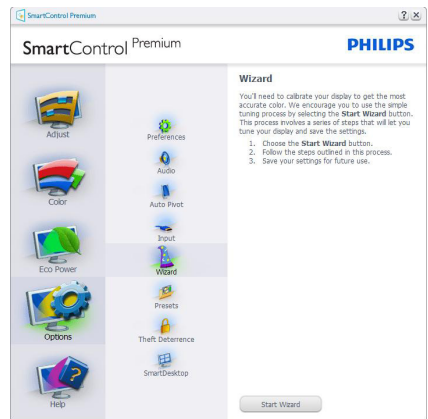 SmartControl Premium
? X
SmartControl Premium
PHILIPS
Adjust
Color
Eco Power
Options
Help
Preferences
Audio
Auto Pivot
Input
Wizard
Presets
Theft Deterrence
SmartDesktop
Wizard
You'll need to calibrate your display to get the most
accurate color. We encourage you to use the simple
tuning process by selecting the Start Wizard button.
This process involves a series of steps that will let you
tune your display and save the settings.
1. Choose the Start Wizard button.
2. Follow the steps outlined in this process.
3. Save your settings for future use.
Start Wizard